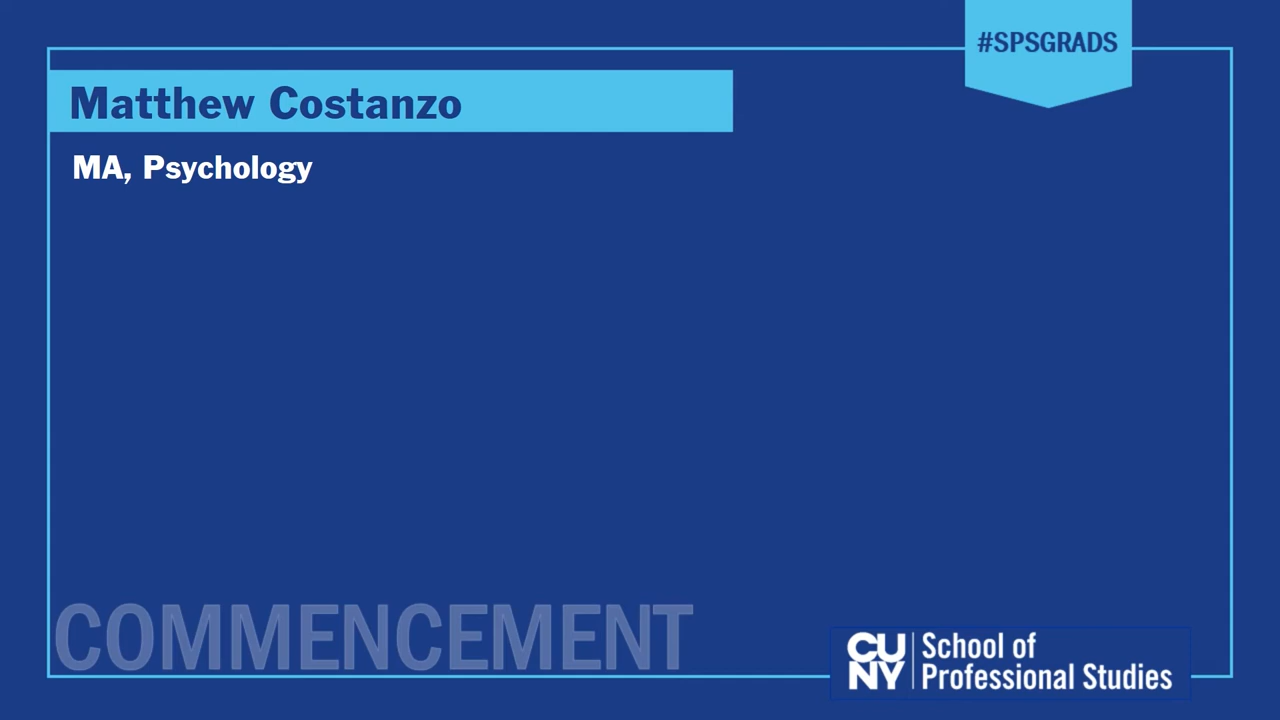 #SPSGRADS
Matthew Costanzo
MA, Psychology
COMMENCEMENT
CU
NY
School of
Professional Studies